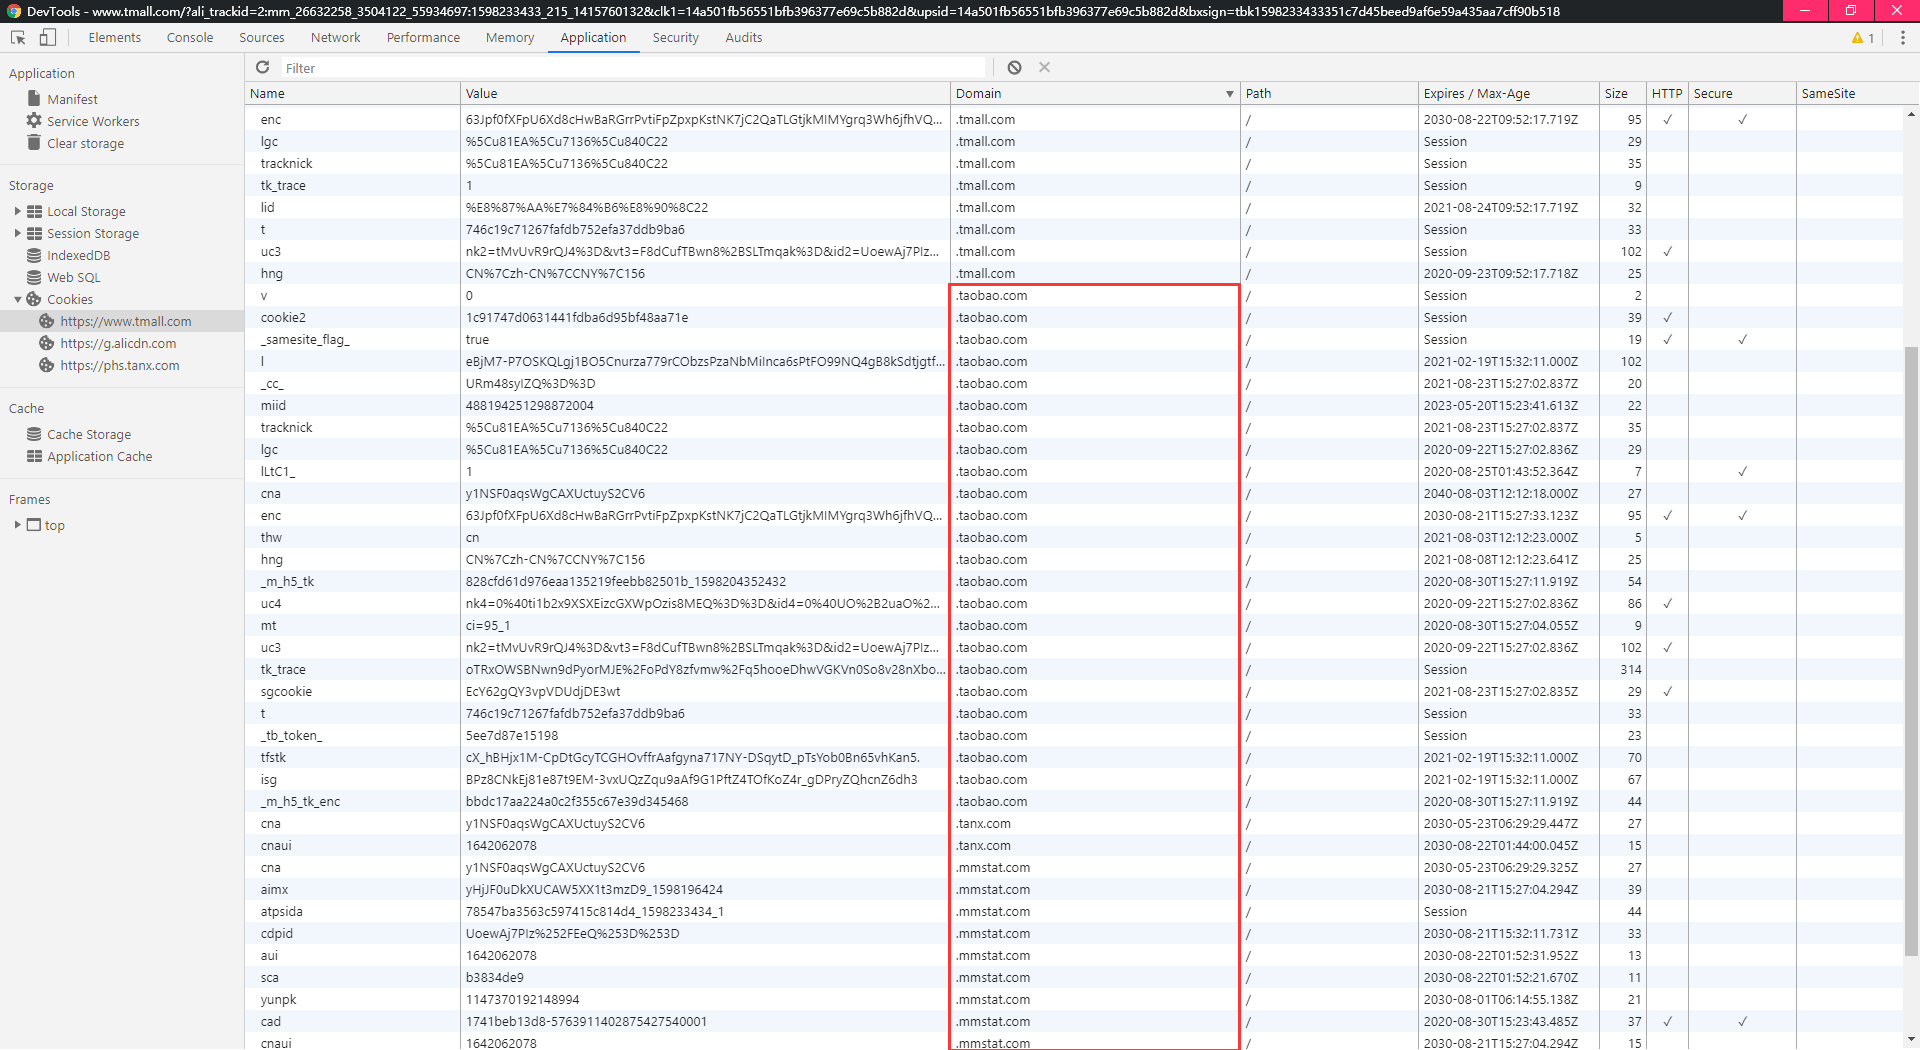 DevTools - www.tmall.com/?ali_trackid=2:mm_26632258_3504122_55934697:1598233433_215_1415760132&clk1=14a501fb56551bfb396377e69c5b882d&upsid=14a501fb56551bfb396377e69c5b882d&bxsign=tbk1598233433351c7d45beed9af6e59a435aa7cff90b518
Elements Console Sources Network Performance Memory Application Security Audits 1
Application
Manifest
Service Workers
Clear storage
Storage
Local Storage
Session Storage
IndexedDB
Web SQL
Cookies
https://www.tmall.com
https://g.alicdn.com
https://phs.tanx.com
Cache
Cache Storage
Application Cache
Frames
top
Filter
Name Value Domain Path Expires / Max-Age Size HTTP Secure SameSite
enc 63Jpf0fXFpU6Xd8cHwBaRGrrPvtiFpZpxpKstNK7jC2QaTLGtjkMIMYgrq3Wh6jfhVQ... .tmall.com / 2030-08-22T09:52:17.719Z 95 ✓ ✓
lgc %5Cu81EA%5Cu7136%5Cu840C22 .tmall.com / Session 29
tracknick %5Cu81EA%5Cu7136%5Cu840C22 .tmall.com / Session 35
tk_trace 1 .tmall.com / Session 9
lid %E8%87%AA%E7%84%B6%E8%90%8C22 .tmall.com / 2021-08-24T09:52:17.719Z 32
t 746c19c71267fafdb752efa37ddb9ba6 .tmall.com / Session 33
uc3 nk2=tMvUvR9rQJ4%3D&vt3=F8dCufTBwn8%2BSLTmqak%3D&id2=UoewAj7PIz... .tmall.com / Session 102 ✓
hng CN%7Czh-CN%7CCNY%7C156 .tmall.com / 2020-09-23T09:52:17.718Z 25
v 0 .taobao.com / Session 2
cookie2 1c91747d0631441fdba6d95bf48aa71e .taobao.com / Session 39 ✓
_samesite_flag_ true .taobao.com / Session 19 ✓ ✓
l eBjM7-P7OSKQLgj1BO5Cnurza779rCObzsPzaNbMiInca6sPtFO99NQ4gB8kSdtjgtf... .taobao.com / 2021-02-19T15:32:11.000Z 102
_cc_ URm48syIZQ%3D%3D .taobao.com / 2021-08-23T15:27:02.837Z 20
miid 488194251298872004 .taobao.com / 2023-05-20T15:23:41.613Z 22
tracknick %5Cu81EA%5Cu7136%5Cu840C22 .taobao.com / 2021-08-23T15:27:02.837Z 35
lgc %5Cu81EA%5Cu7136%5Cu840C22 .taobao.com / 2020-09-22T15:27:02.836Z 29
lLtC1_ 1 .taobao.com / 2020-08-25T01:43:52.364Z 7 ✓
cna y1NSF0aqsWgCAXUctuyS2CV6 .taobao.com / 2040-08-03T12:12:18.000Z 27
enc 63Jpf0fXFpU6Xd8cHwBaRGrrPvtiFpZpxpKstNK7jC2QaTLGtjkMIMYgrq3Wh6jfhVQ... .taobao.com / 2030-08-21T15:27:33.123Z 95 ✓ ✓
thw cn .taobao.com / 2021-08-03T12:12:23.000Z 5
hng CN%7Czh-CN%7CCNY%7C156 .taobao.com / 2021-08-08T12:12:23.641Z 25
_m_h5_tk 828cfd61d976eaa135219feebb82501b_1598204352432 .taobao.com / 2020-08-30T15:27:11.919Z 54
uc4 nk4=0%40ti1b2x9XSXEizcGXWpOzis8MEQ%3D%3D&id4=0%40UO%2B2uaO%2... .taobao.com / 2020-09-22T15:27:02.836Z 86 ✓
mt ci=95_1 .taobao.com / 2020-08-30T15:27:04.055Z 9
uc3 nk2=tMvUvR9rQJ4%3D&vt3=F8dCufTBwn8%2BSLTmqak%3D&id2=UoewAj7PIz... .taobao.com / 2020-09-22T15:27:02.836Z 102 ✓
tk_trace oTRxOWSBNwn9dPyorMJE%2FoPdY8zfvmw%2Fq5hooeDhwVGKVn0So8v28nXbo... .taobao.com / Session 314
sgcookie EcY62gQY3vpVDUdjDE3wt .taobao.com / 2021-08-23T15:27:02.835Z 29 ✓
t 746c19c71267fafdb752efa37ddb9ba6 .taobao.com / Session 33
_tb_token_ 5ee7d87e15198 .taobao.com / Session 23
tfstk cX_hBHjx1M-CpDtGcyTCGHOvffrAafgyna717NY-DSqytD_pTsYob0Bn65vhKan5. .taobao.com / 2021-02-19T15:32:11.000Z 70
isg BPz8CNkEj81e87t9EM-3vxUQzZqu9aAf9G1PftZ4TOfKoZ4r_gDPryZQhcnZ6dh3 .taobao.com / 2021-02-19T15:32:11.000Z 67
_m_h5_tk_enc bbdc17aa224a0c2f355c67e39d345468 .taobao.com / 2020-08-30T15:27:11.919Z 44
cna y1NSF0aqsWgCAXUctuyS2CV6 .tanx.com / 2030-05-23T06:29:29.447Z 27
cnaui 1642062078 .tanx.com / 2030-08-22T01:44:00.045Z 15
cna y1NSF0aqsWgCAXUctuyS2CV6 .mmstat.com / 2030-05-23T06:29:29.325Z 27
aimx yHjJF0uDkXUCAW5XX1t3mzD9_1598196424 .mmstat.com / 2030-08-21T15:27:04.294Z 39
atpsida 78547ba3563c597415c814d4_1598233434_1 .mmstat.com / Session 44
cdpid UoewAj7PIz%252FEeQ%253D%253D .mmstat.com / 2030-08-21T15:32:11.731Z 33
aui 1642062078 .mmstat.com / 2030-08-22T01:52:31.952Z 13
sca b3834de9 .mmstat.com / 2030-08-22T01:52:21.670Z 11
yunpk 1147370192148994 .mmstat.com / 2030-08-01T06:14:55.138Z 21
cad 1741beb13d8-5763911402875427540001 .mmstat.com / 2020-08-30T15:23:43.485Z 37 ✓ ✓
cnaui 1642062078 .mmstat.com / 2030-08-21T15:27:04.294Z 15